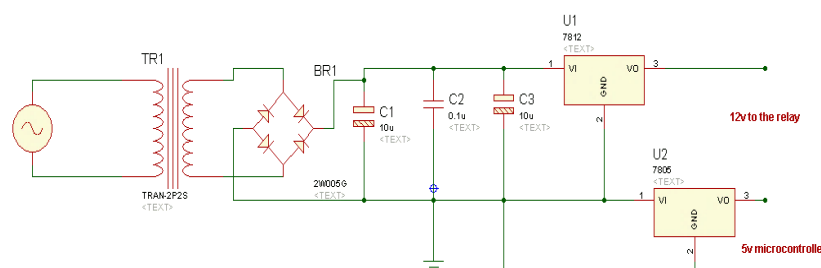 U1
7812
<TEXT>
TR1
BR1
1
VI
VO
3
C1
10u
<TEXT>
C2
0.1u
<TEXT>
C3
10u
<TEXT>
GND
2
12v to the relay
U2
7805
<TEXT>
2W005G
<TEXT>
TRAN-2P2S
<TEXT>
1
VI
VO
3
GND
2
5v microcontrolle